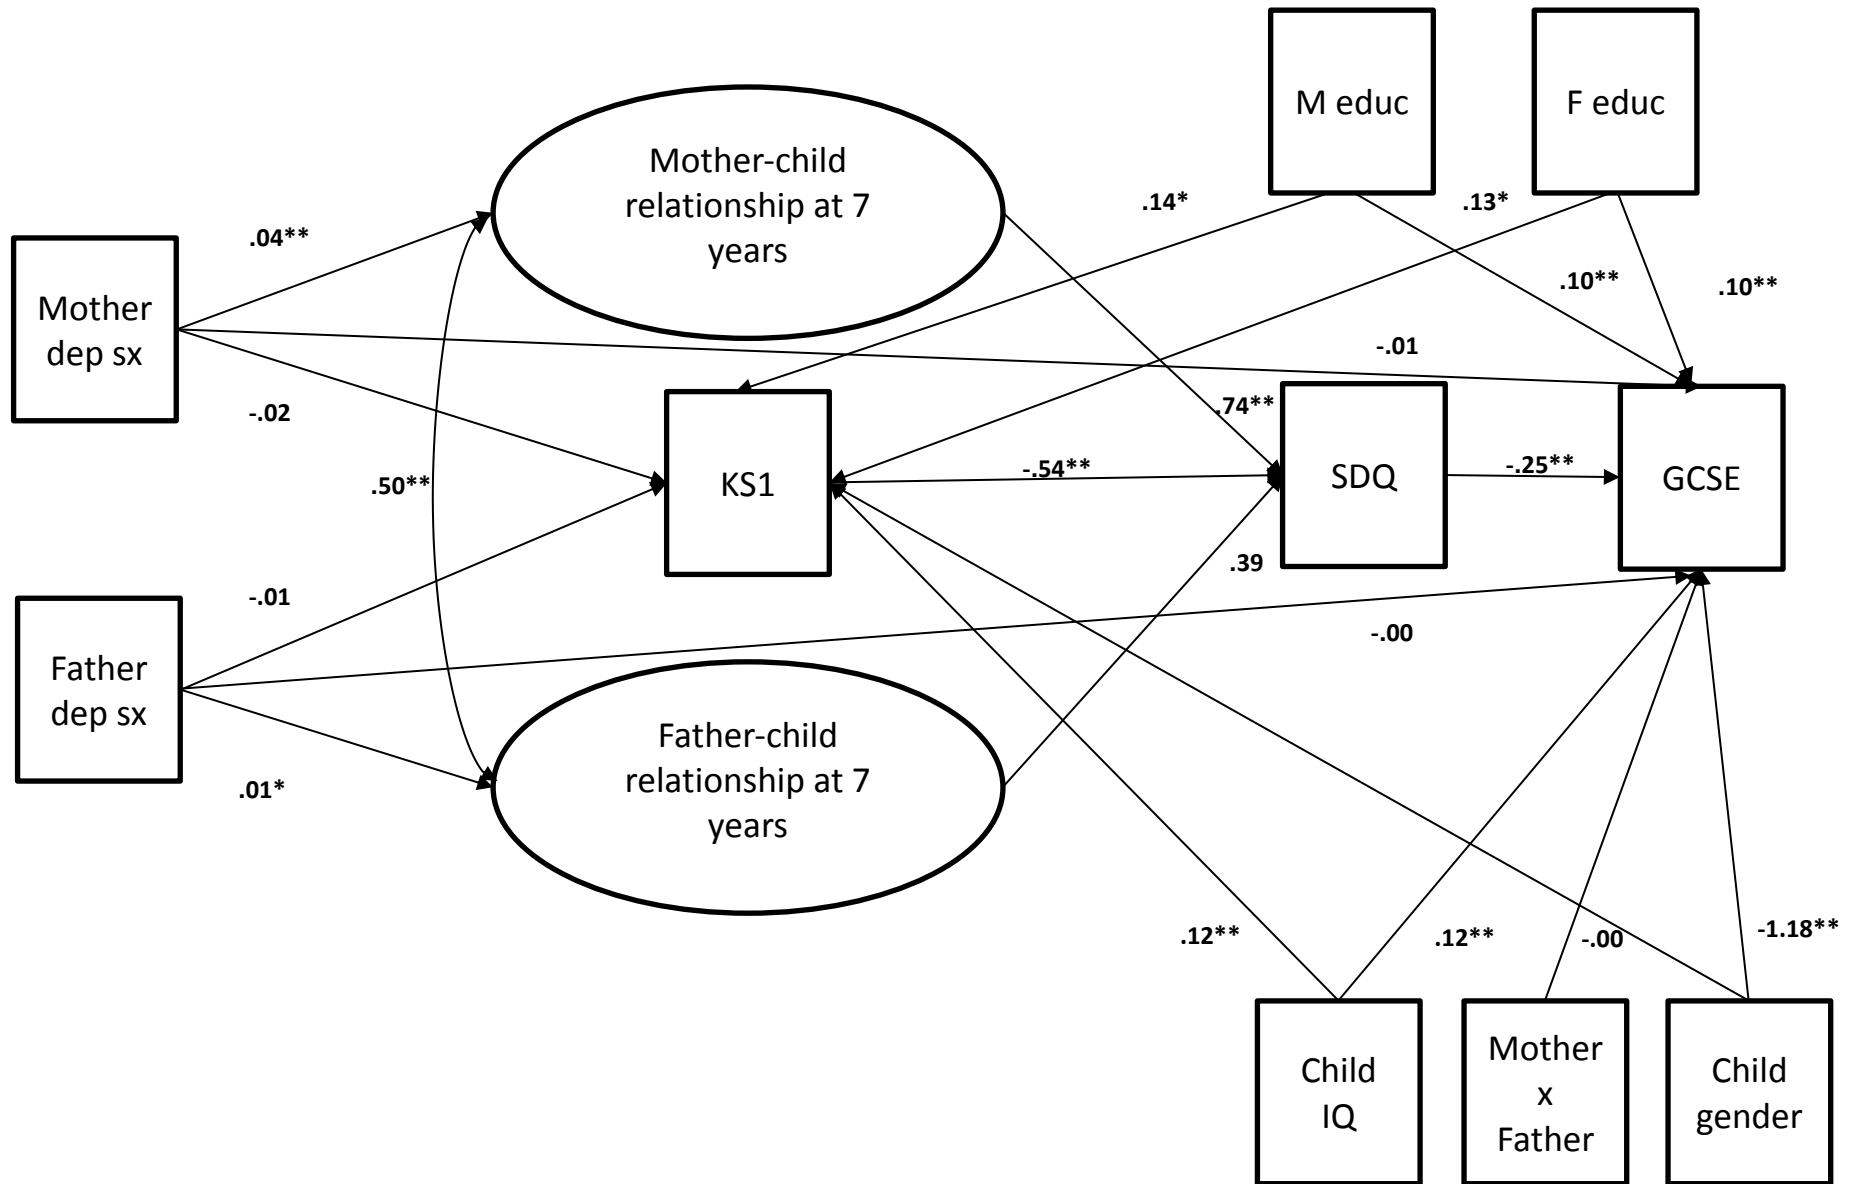 M educ
F educ
Mother-child
relationship at 7
years
.14*
.13*
.04**
Mother
dep sx
.10**
.10**
-.01
-.02
.74**
KS1
-.54**
SDQ
-.25**
GCSE
.50**
.39
-.01
-.00
Father
dep sx
Father-child
relationship at 7
years
.01*
.12**
.12**
-.00
-1.18**
Child
IQ
Mother
x
Father
Child
gender